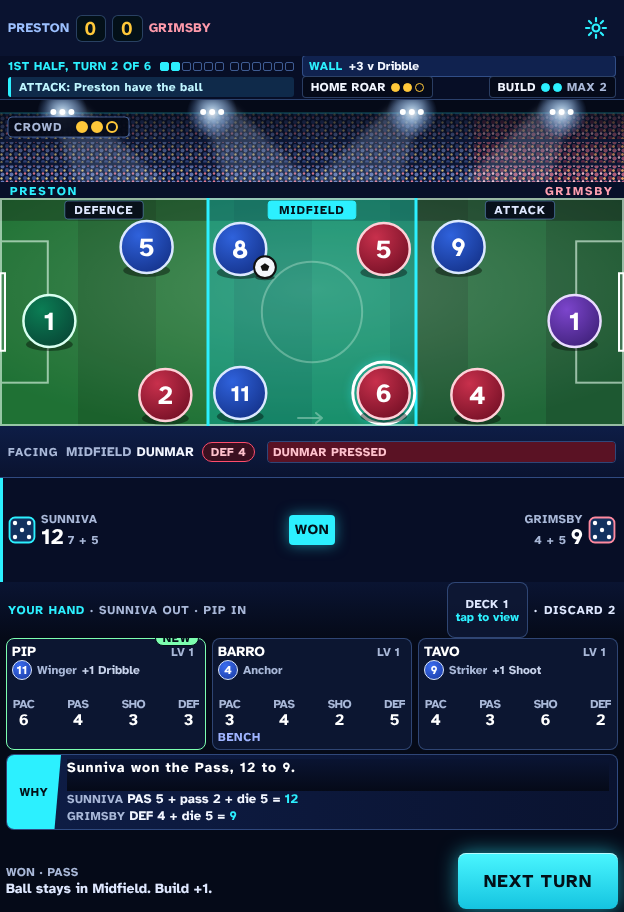 PRESTON 0 0 GRIMSBY
1ST HALF, TURN 2 OF 6
WALL +3 v Dribble
ATTACK: Preston have the ball
HOME ROAR
BUILD MAX 2
CROWD
PRESTON GRIMSBY
DEFENCE MIDFIELD ATTACK
5 8 5 9
1 1
2 11 6 4
FACING MIDFIELD DUNMAR DEF 4 DUNMAR PRESSED
SUNNIVA
12 7 + 5
WON
GRIMSBY
4 + 5 9
YOUR HAND · SUNNIVA OUT · PIP IN
DECK 1
tap to view
· DISCARD 2
NEW
PIP LV 1
11 Winger +1 Dribble
PAC PAS SHO DEF
6 4 3 3
BARRO LV 1
4 Anchor
PAC PAS SHO DEF
3 4 2 5
BENCH
TAVO LV 1
9 Striker +1 Shoot
PAC PAS SHO DEF
4 3 6 2
WHY
Sunniva won the Pass, 12 to 9.
SUNNIVA PAS 5 + pass 2 + die 5 = 12
GRIMSBY DEF 4 + die 5 = 9
WON · PASS
Ball stays in Midfield. Build +1.
NEXT TURN